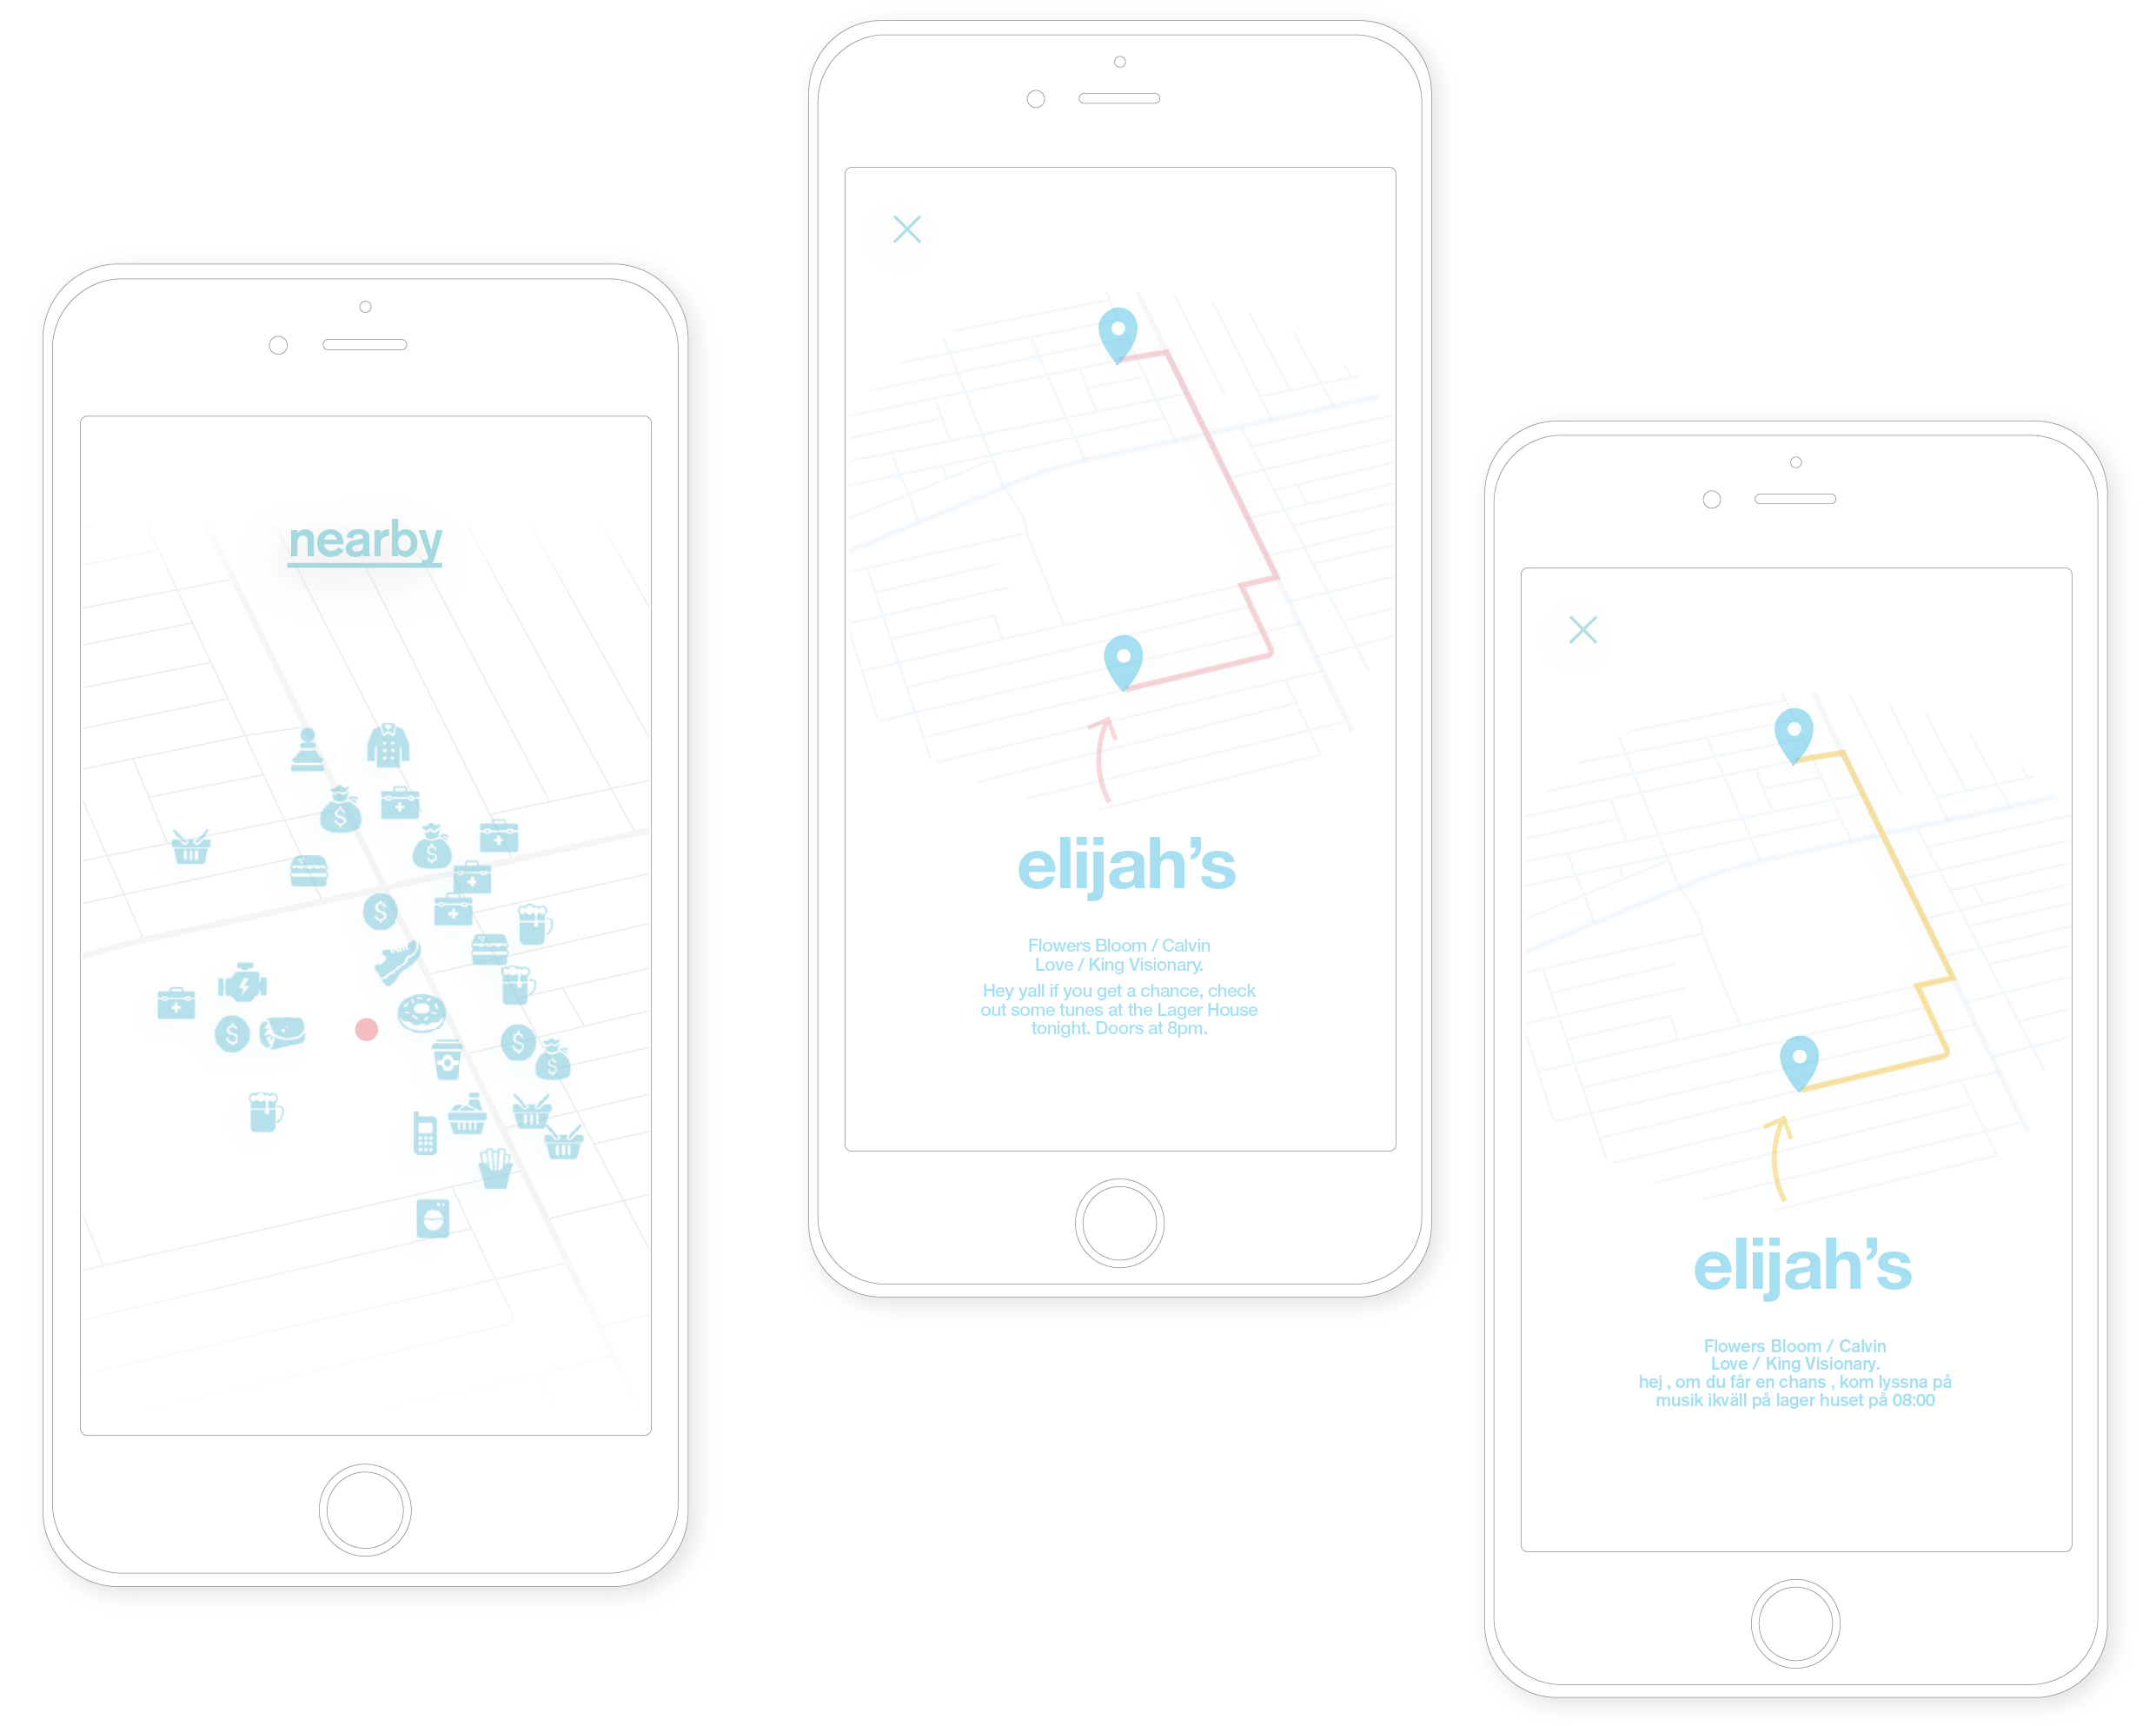 nearby
elijah’s
Flowers Bloom / Calvin
Love / King Visionary.
Hey yall if you get a chance, check
out some tunes at the Lager House
tonight. Doors at 8pm.
elijah’s
Flowers Bloom / Calvin
Love / King Visionary.
hej , om du får en chans , kom lyssna på
musik ikväll på lager huset på 08:00